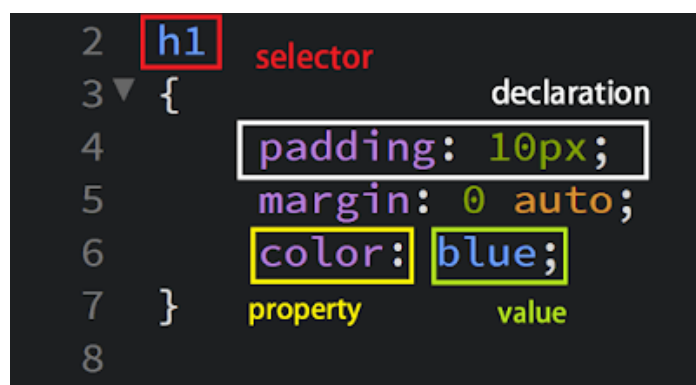 2 h1 selector
3 { declaration
4 padding: 10px;
5 margin: 0 auto;
6 color: blue;
7 } property value
8